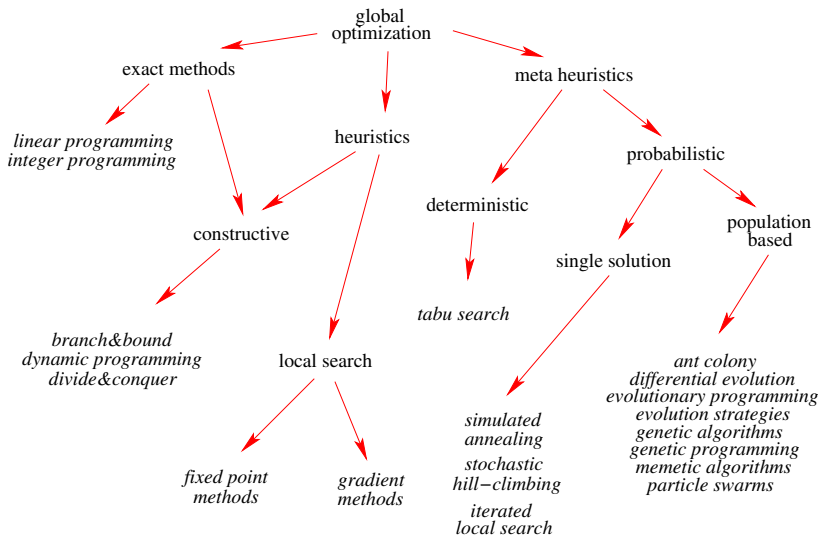 global
optimization
exact methods
meta heuristics
linear programming
integer programming
heuristics
probabilistic
deterministic
constructive
population
based
single solution
tabu search
branch&bound
dynamic programming
divide&conquer
local search
ant colony
differential evolution
evolutionary programming
evolution strategies
genetic algorithms
genetic programming
memetic algorithms
particle swarms
simulated
annealing
stochastic
hill−climbing
iterated
local search
fixed point
methods
gradient
methods